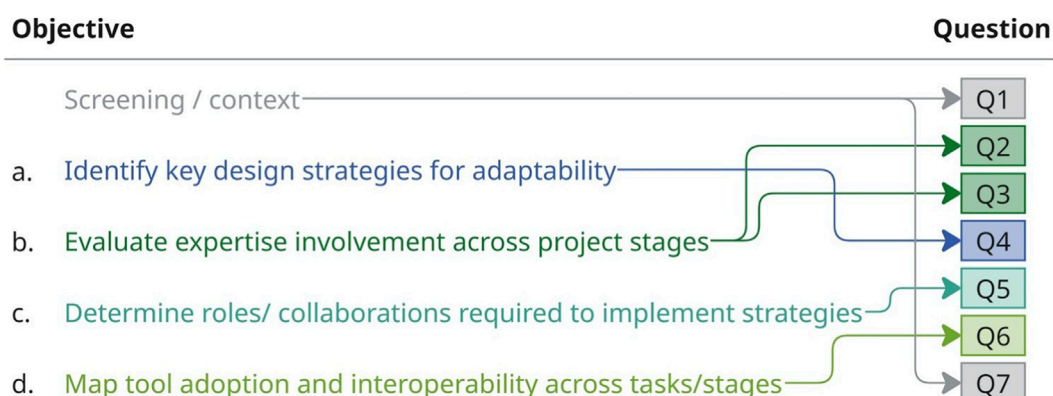 Objective Question
Screening / context Q1
Q2
a. Identify key design strategies for adaptability
Q3
b. Evaluate expertise involvement across project stages Q4
Q5
c. Determine roles/ collaborations required to implement strategies
Q6
d. Map tool adoption and interoperability across tasks/stages Q7